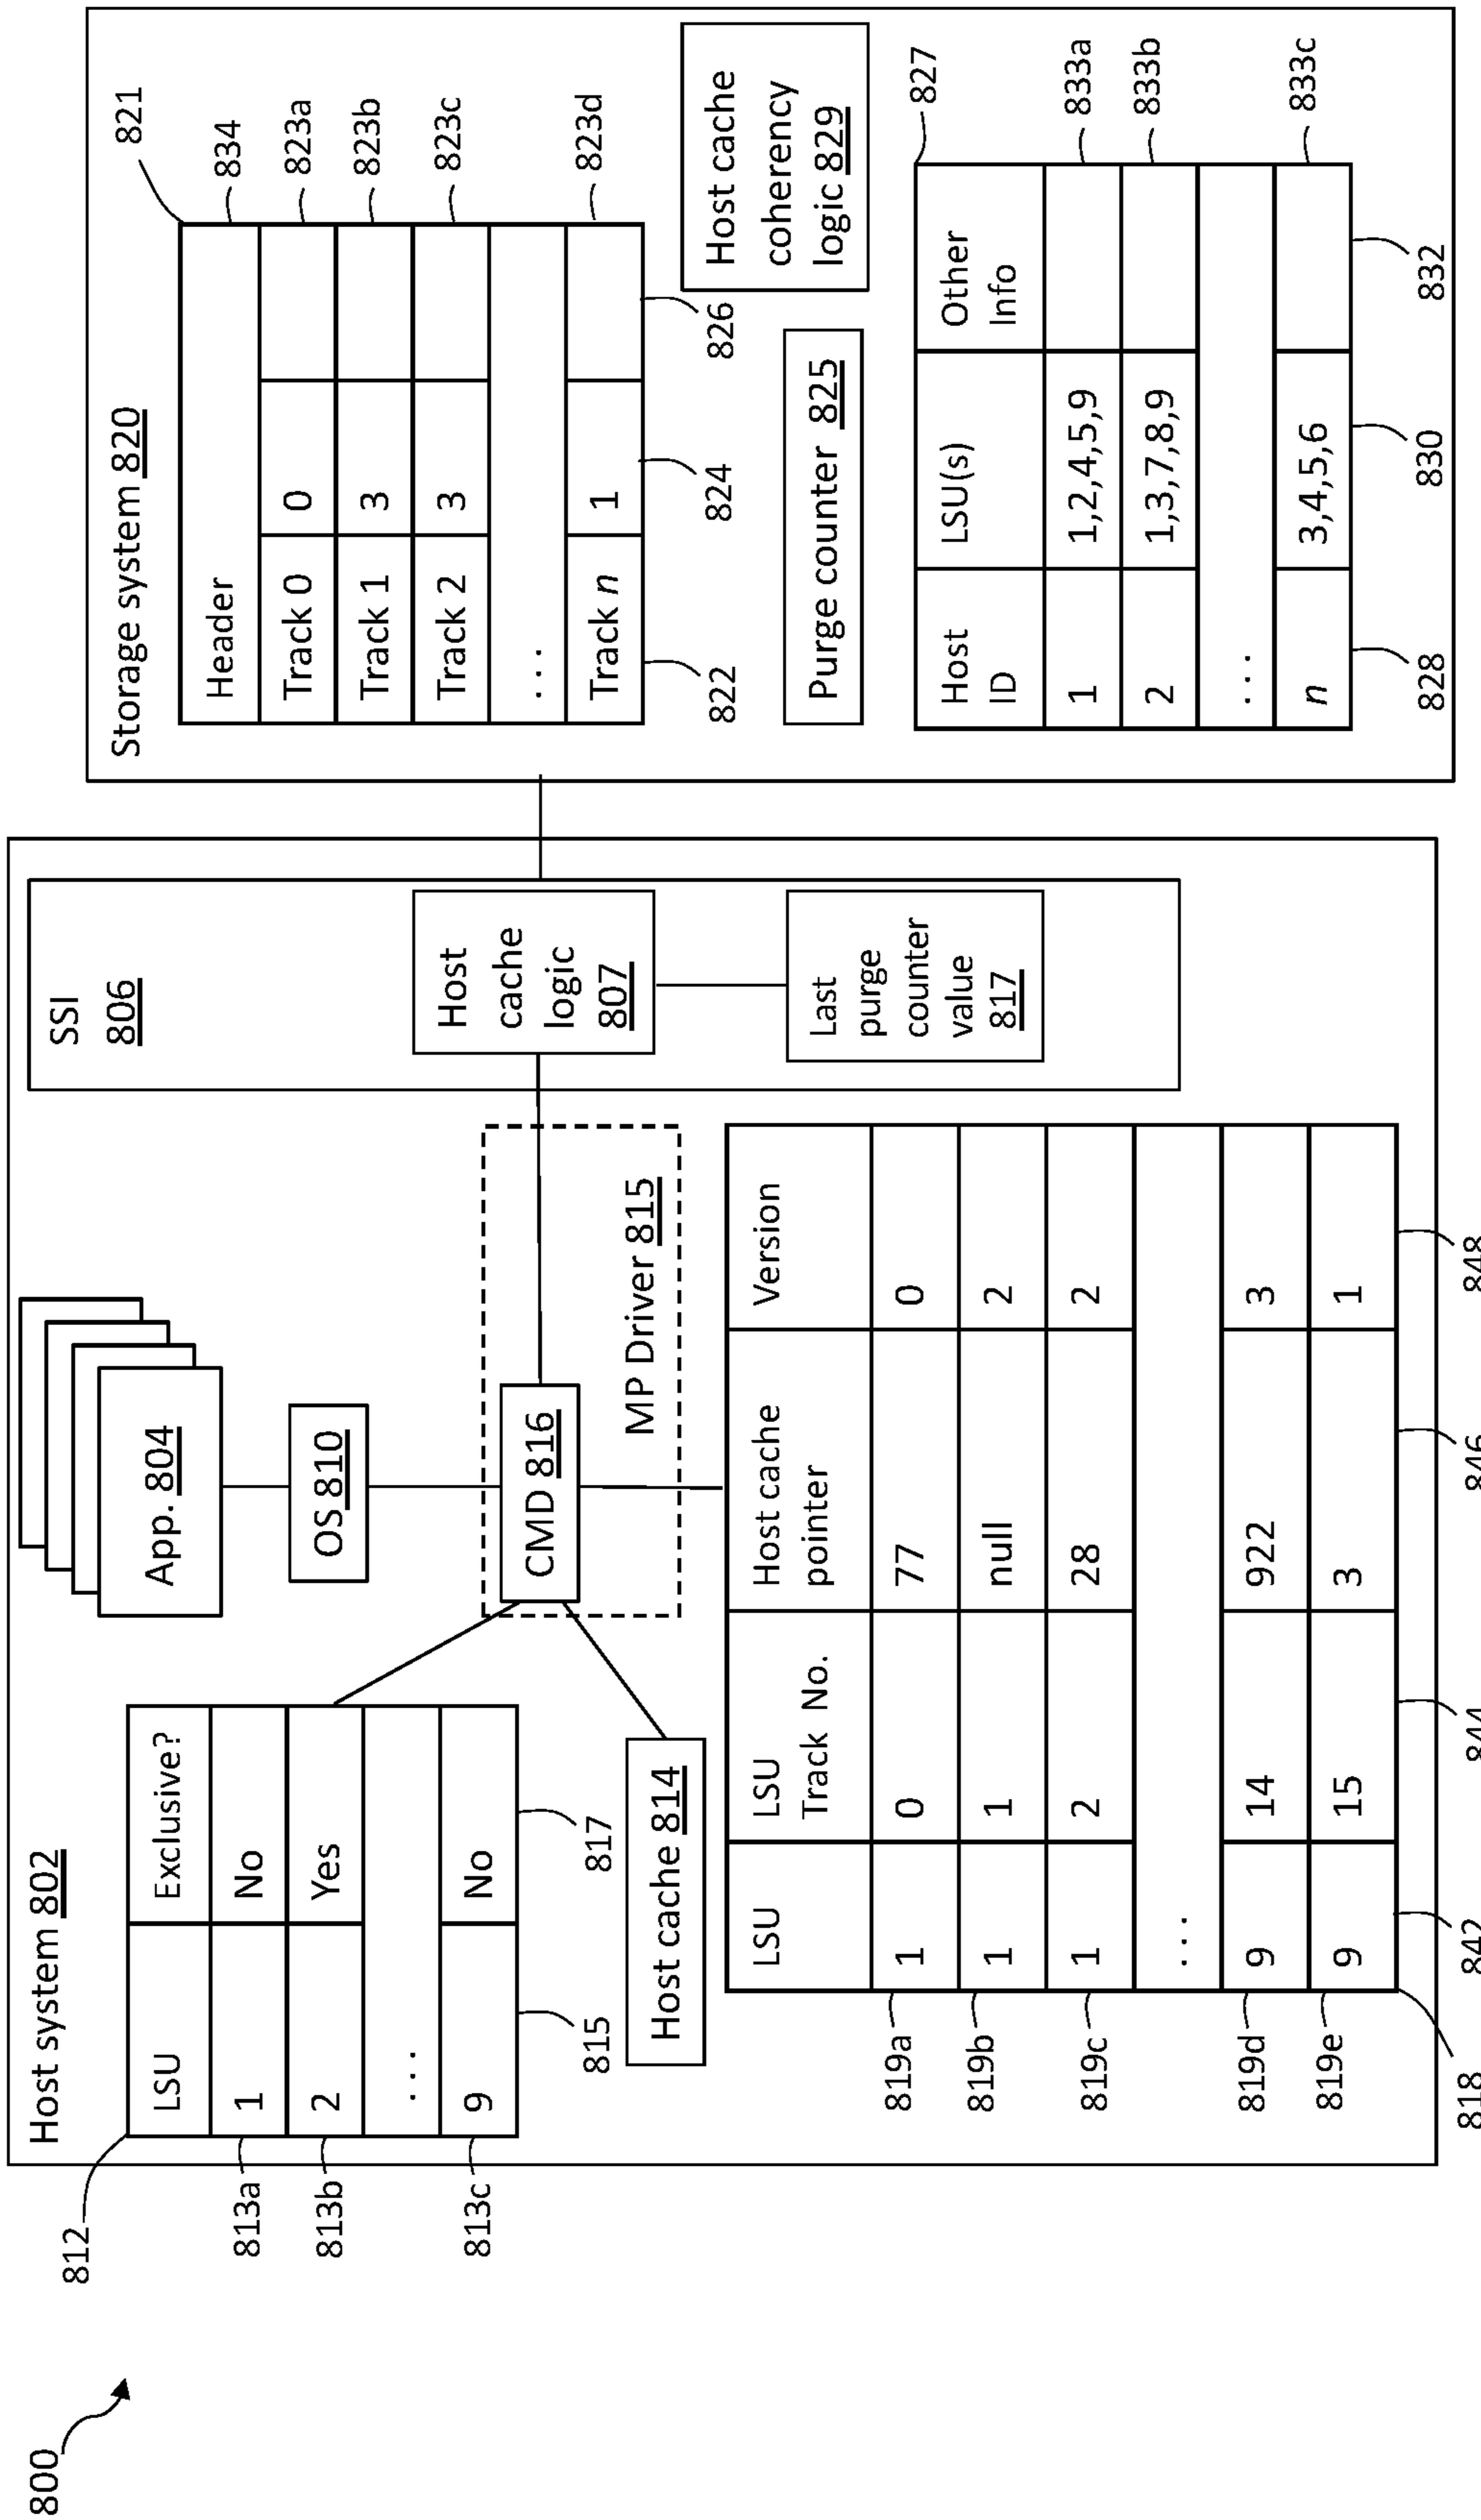 800
Host system 802
812
LSU Exclusive?
813a 1 No
813b 2 Yes
. . .
813c 9 No
815 817
Host cache 814
App. 804
OS 810
CMD 816
MP Driver 815
SSI
806
Host
cache
logic
807
Last
purge
counter
value
817
LSU LSU Track No. Host cache pointer Version
819a 1 0 77 0
819b 1 1 null 2
819c 1 2 28 2
. . .
819d 9 14 922 3
819e 9 15 3 1
818 842 844 846 848
Storage system 820
821
Header 834
Track 0 0 823a
Track 1 3 823b
Track 2 3 823c
. . .
Track n 1 823d
822 824 826
Purge counter 825
Host cache
coherency
logic 829
827
Host ID LSU(s) Other Info
1 1,2,4,5,9 833a
2 1,3,7,8,9 833b
. . .
n 3,4,5,6 833c
828 830 832